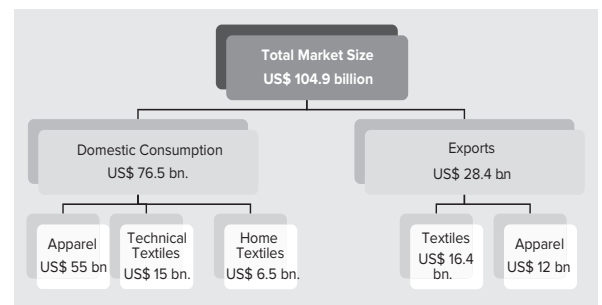 Total Market Size
US$ 104.9 billion
Domestic Consumption
US$ 76.5 bn.
Exports
US$ 28.4 bn
Apparel
US$ 55 bn
Technical
Textiles
US$ 15 bn.
Home
Textiles
US$ 6.5 bn.
Textiles
US$ 16.4
bn.
Apparel
US$ 12 bn